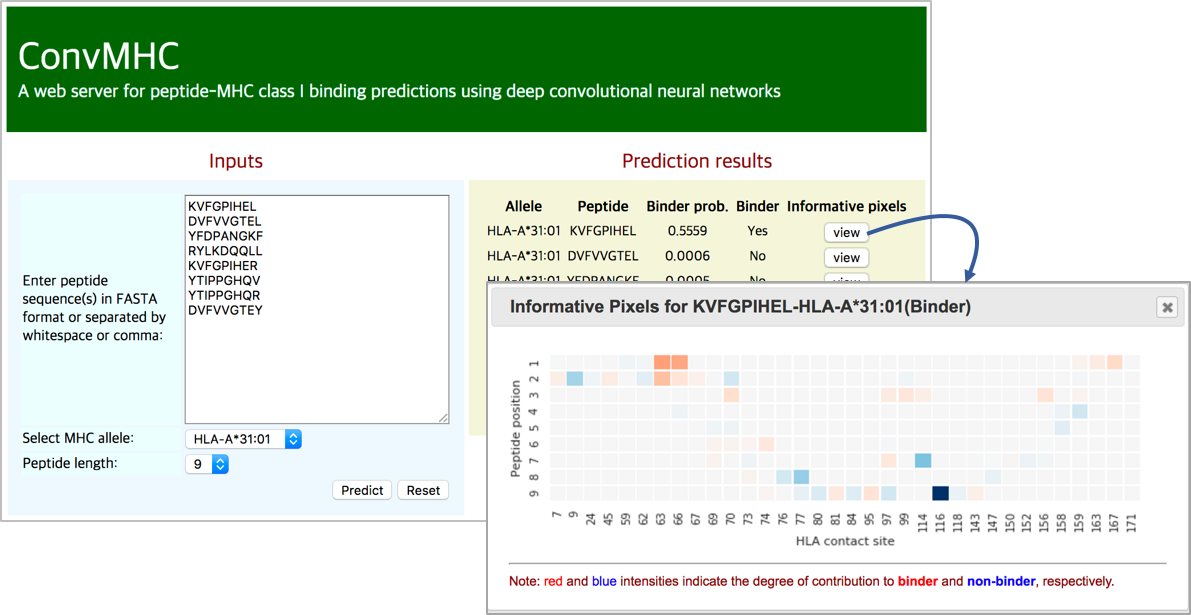 ConvMHC
A web server for peptide-MHC class I binding predictions using deep convolutional neural networks
Inputs
Enter peptide
sequence(s) in FASTA
format or separated by
whitespace or comma:
KVFGPIHEL
DVFVVGTEL
YFDPANGKF
RYLKDQQLL
KVFGPIHER
YTIPPGHQV
YTIPPGHQR
DVFVVGTEY
Select MHC allele:
HLA-A*31:01
Peptide length:
9
Predict Reset
Prediction results
Allele Peptide Binder prob. Binder Informative pixels
HLA-A*31:01 KVFGPIHEL 0.5559 Yes view
HLA-A*31:01 DVFVVGTEL 0.0006 No view
HLA-A*31:01 YFDPANGKF 0.0005 No view
Informative Pixels for KVFGPIHEL-HLA-A*31:01(Binder)
Peptide position
1
2
3
4
5
6
7
8
9
7 9 24 45 59 62 63 66 67 69 70 73 74 76 77 80 81 84 95 97 99 114 116 118 143 147 150 152 156 158 159 163 167 171
HLA contact site
Note: red and blue intensities indicate the degree of contribution to binder and non-binder, respectively.